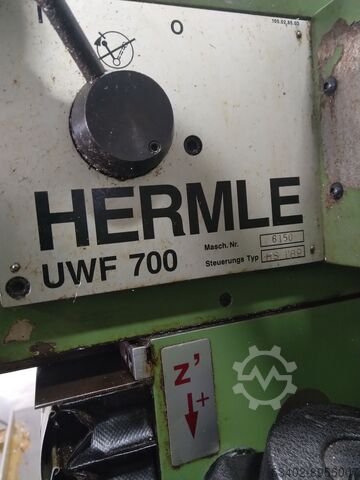 I
O
HERMLE
UWF 700
Masch. Nr. 6150
Steuerungs Typ
z'
+